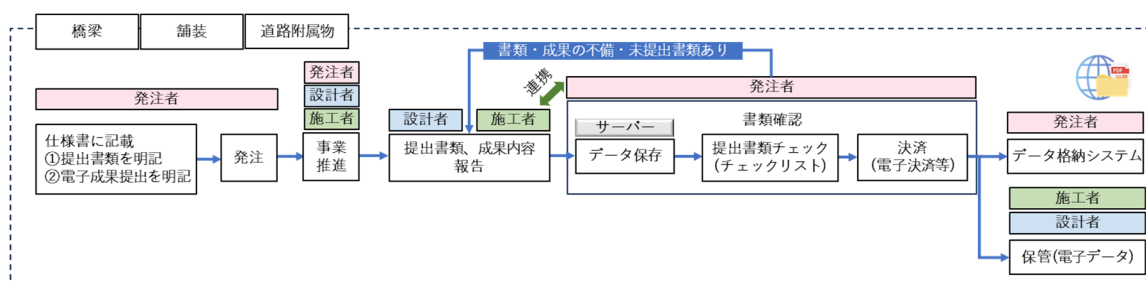 橋梁
舗装
道路附属物
書類・成果の不備・未提出書類あり
発注者
設計者
施工者
連携
発注者
発注者
PDF
設計者
施工者
書類確認
サーバー
発注者
仕様書に記載
①提出書類を明記
②電子成果提出を明記
発注
事業
推進
提出書類、成果内容
報告
データ保存
提出書類チェック
(チェックリスト)
決済
(電子決済等)
データ格納システム
施工者
設計者
保管(電子データ)